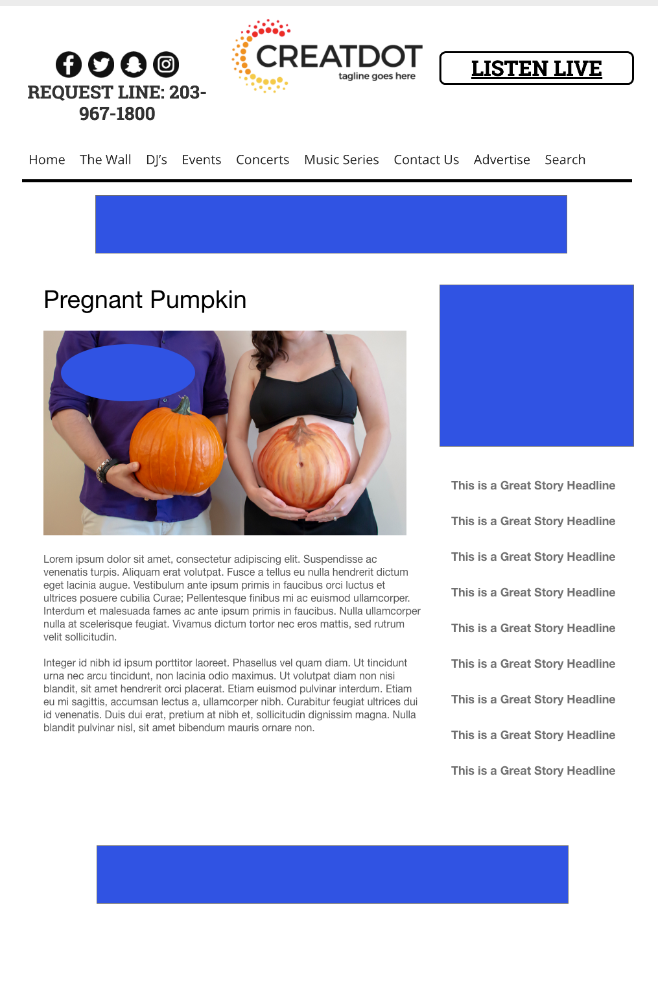 REQUEST LINE: 203-
967-1800
CREATDOT
tagline goes here
LISTEN LIVE
Home The Wall DJ’s Events Concerts Music Series Contact Us Advertise Search
Pregnant Pumpkin
Lorem ipsum dolor sit amet, consectetur adipiscing elit. Suspendisse ac
venenatis turpis. Aliquam erat volutpat. Fusce a tellus eu nulla hendrerit dictum
eget lacinia augue. Vestibulum ante ipsum primis in faucibus orci luctus et
ultrices posuere cubilia Curae; Pellentesque finibus mi ac euismod ullamcorper.
Interdum et malesuada fames ac ante ipsum primis in faucibus. Nulla ullamcorper
nulla at scelerisque feugiat. Vivamus dictum tortor nec eros mattis, sed rutrum
velit sollicitudin.
Integer id nibh id ipsum porttitor laoreet. Phasellus vel quam diam. Ut tincidunt
urna nec arcu tincidunt, non lacinia odio maximus. Ut volutpat diam non nisi
blandit, sit amet hendrerit orci placerat. Etiam euismod pulvinar interdum. Etiam
eu mi sagittis, accumsan lectus a, ullamcorper nibh. Curabitur feugiat ultrices dui
id venenatis. Duis dui erat, pretium at nibh et, sollicitudin dignissim magna. Nulla
blandit pulvinar nisl, sit amet bibendum mauris ornare non.
This is a Great Story Headline
This is a Great Story Headline
This is a Great Story Headline
This is a Great Story Headline
This is a Great Story Headline
This is a Great Story Headline
This is a Great Story Headline
This is a Great Story Headline
This is a Great Story Headline